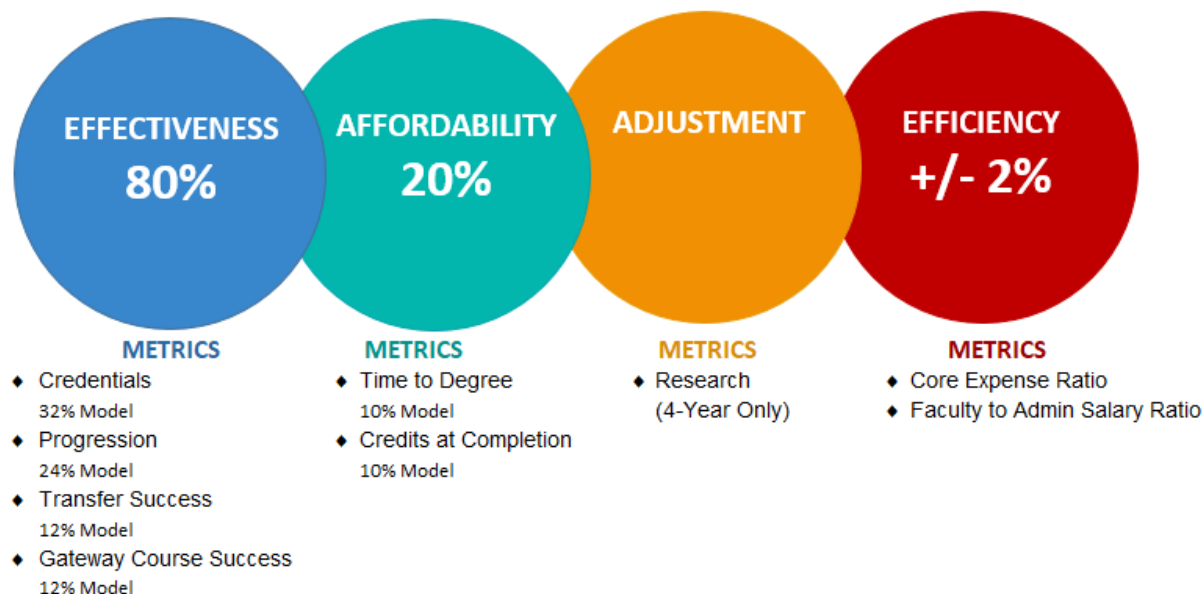 EFFECTIVENESS
80%
AFFORDABILITY
20%
ADJUSTMENT
EFFICIENCY
+/- 2%
METRICS
♦ Credentials
32% Model
♦ Progression
24% Model
♦ Transfer Success
12% Model
♦ Gateway Course Success
12% Model
METRICS
♦ Time to Degree
10% Model
♦ Credits at Completion
10% Model
METRICS
♦ Research
(4-Year Only)
METRICS
♦ Core Expense Ratio
♦ Faculty to Admin Salary Ratio